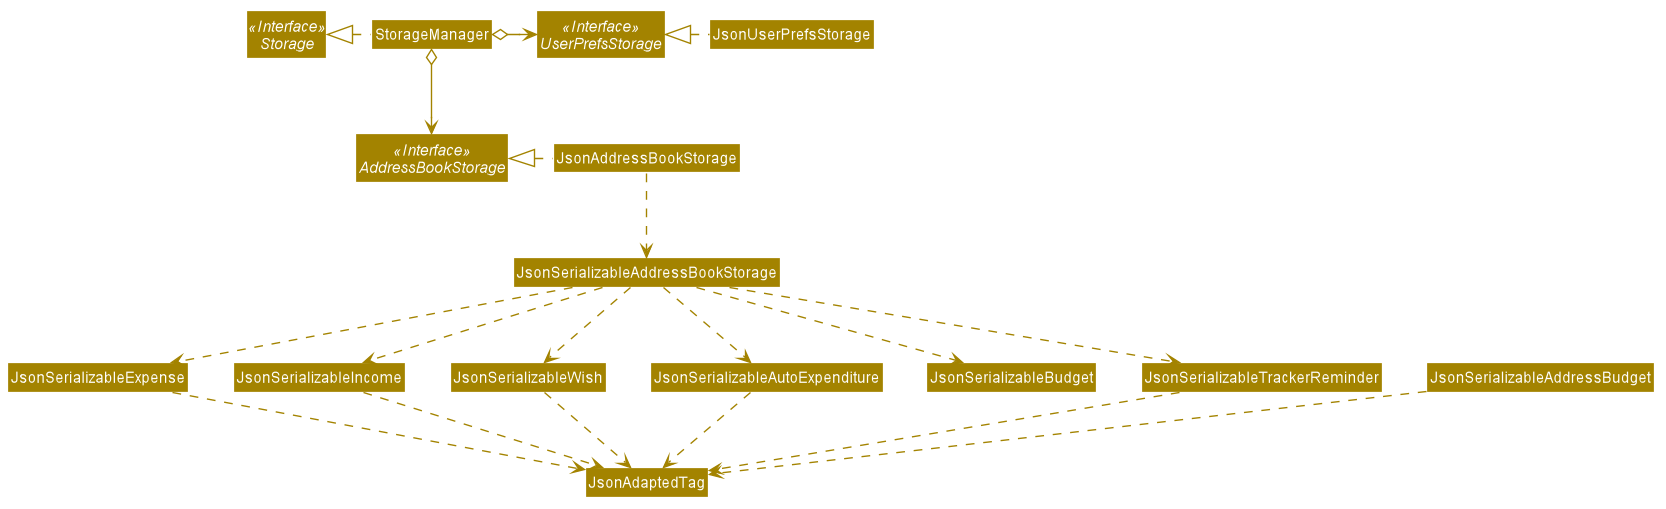 «Interface»
Storage
StorageManager
«Interface»
UserPrefsStorage
JsonUserPrefsStorage
«Interface»
AddressBookStorage
JsonAddressBookStorage
JsonSerializableAddressBookStorage
JsonSerializableExpense
JsonSerializableIncome
JsonSerializableWish
JsonSerializableAutoExpenditure
JsonSerializableBudget
JsonSerializableTrackerReminder
JsonSerializableAddressBudget
JsonAdaptedTag